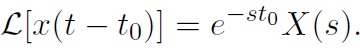 ℒ[x(t − t₀)] = e^{−st₀} X(s).